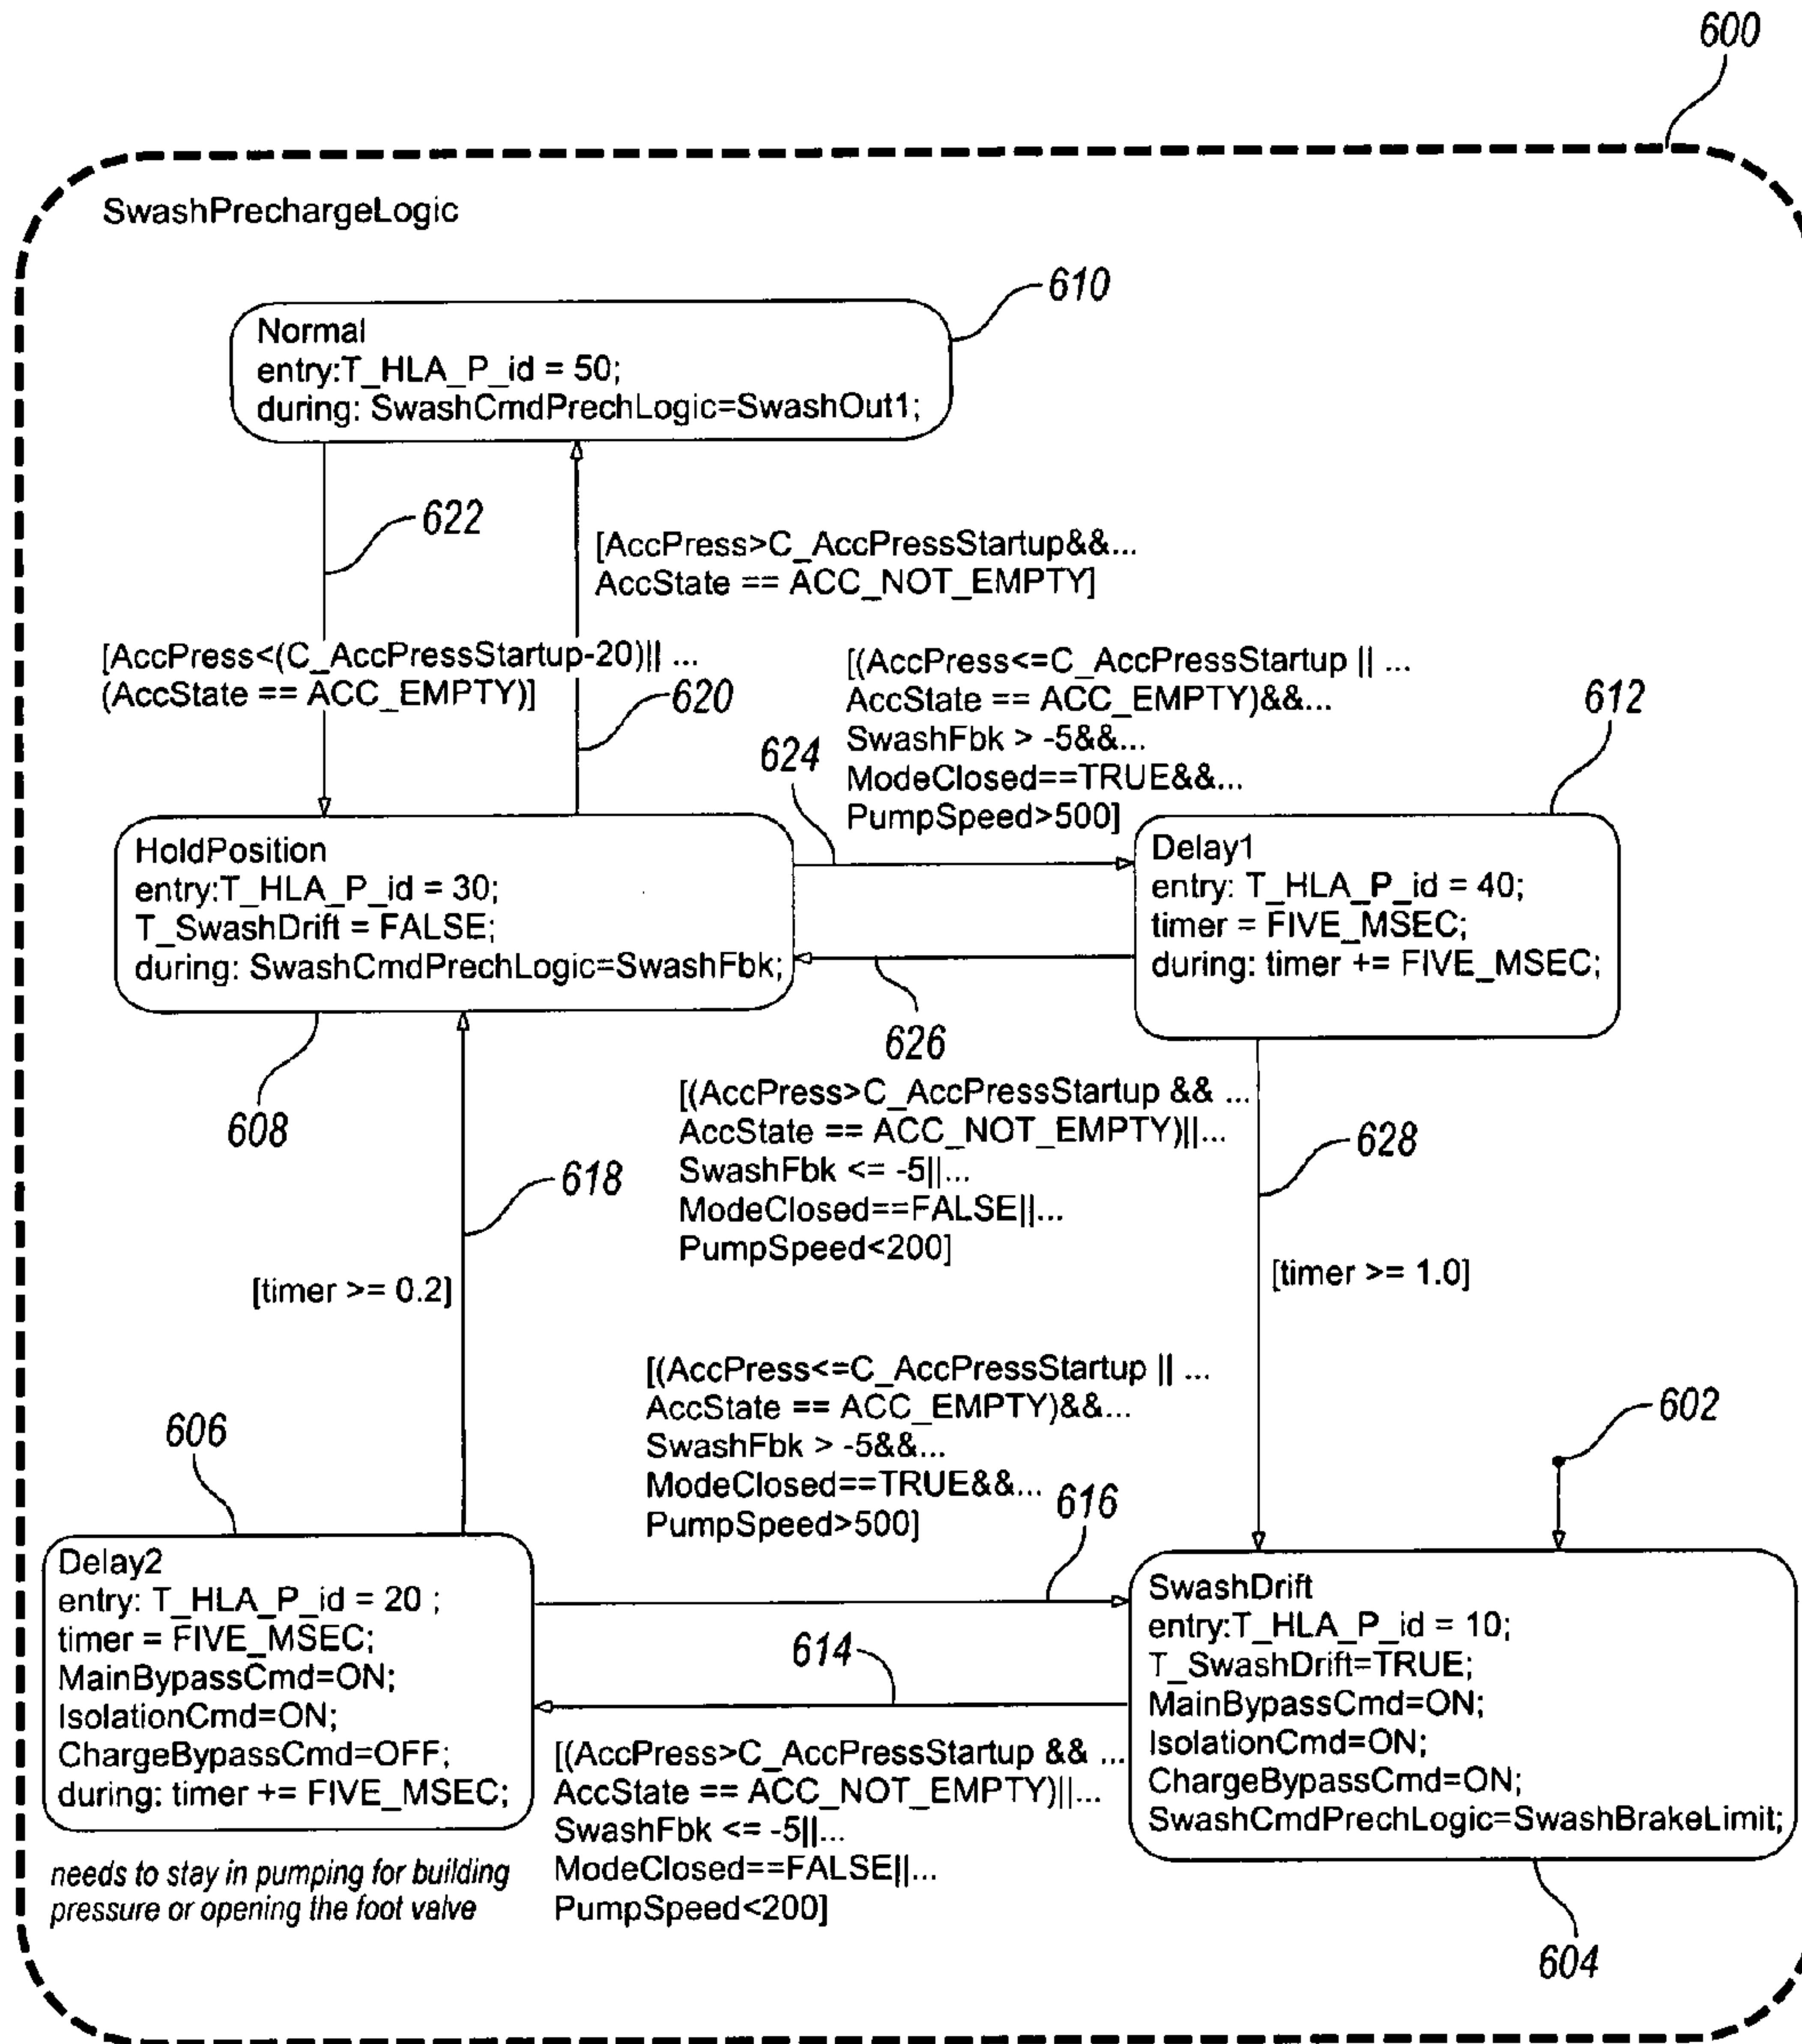 600
SwashPrechargeLogic
610
Normal
entry:T_HLA_P_id = 50;
during: SwashCmdPrechLogic=SwashOut1;
622
[AccPress>C_AccPressStartup&&...
AccState == ACC_NOT_EMPTY]
[AccPress<(C_AccPressStartup-20)|| ...
(AccState == ACC_EMPTY)]
620
[(AccPress<=C_AccPressStartup || ...
AccState == ACC_EMPTY)&&...
SwashFbk > -5&&...
ModeClosed==TRUE&&...
PumpSpeed>500]
612
624
HoldPosition
entry:T_HLA_P_id = 30;
T_SwashDrift = FALSE;
during: SwashCmdPrechLogic=SwashFbk;
Delay1
entry: T_HLA_P_id = 40;
timer = FIVE_MSEC;
during: timer += FIVE_MSEC;
626
608
[(AccPress>C_AccPressStartup && ...
AccState == ACC_NOT_EMPTY)||...
SwashFbk <= -5||...
ModeClosed==FALSE||...
PumpSpeed<200]
628
618
[timer >= 0.2]
[timer >= 1.0]
[(AccPress<=C_AccPressStartup || ...
AccState == ACC_EMPTY)&&...
SwashFbk > -5&&...
ModeClosed==TRUE&&...
PumpSpeed>500]
602
606
616
Delay2
entry: T_HLA_P_id = 20 ;
timer = FIVE_MSEC;
MainBypassCmd=ON;
IsolationCmd=ON;
ChargeBypassCmd=OFF;
during: timer += FIVE_MSEC;
614
SwashDrift
entry:T_HLA_P_id = 10;
T_SwashDrift=TRUE;
MainBypassCmd=ON;
IsolationCmd=ON;
ChargeBypassCmd=ON;
SwashCmdPrechLogic=SwashBrakeLimit;
[(AccPress>C_AccPressStartup && ...
AccState == ACC_NOT_EMPTY)||...
SwashFbk <= -5||...
ModeClosed==FALSE||...
PumpSpeed<200]
needs to stay in pumping for building
pressure or opening the foot valve
604